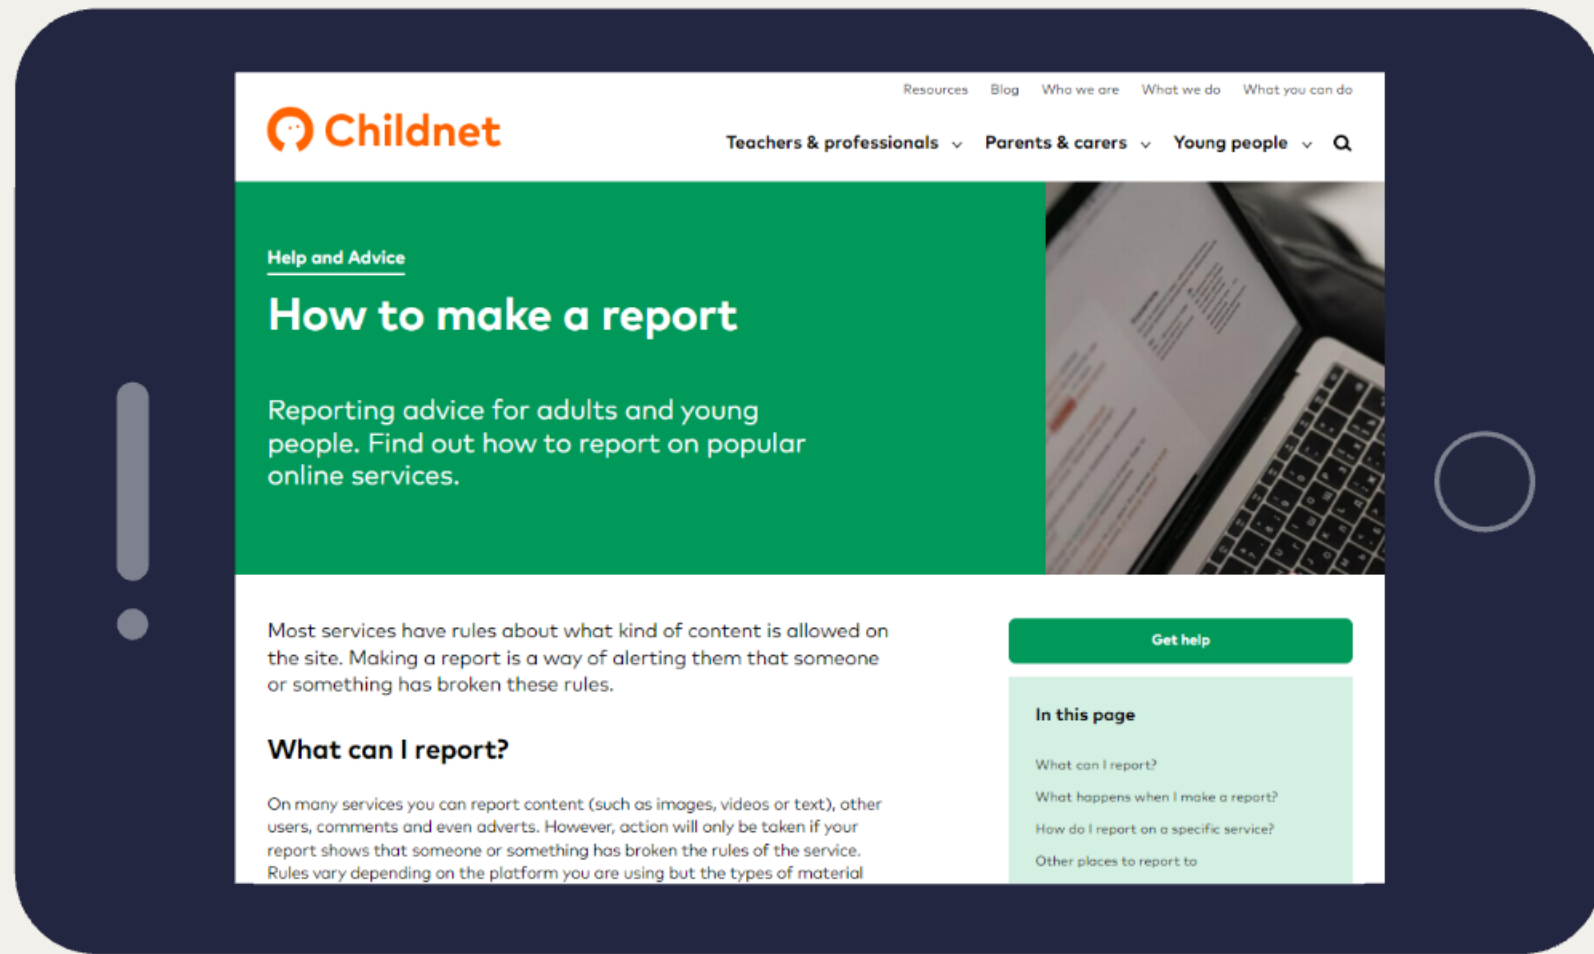 Resources Blog Who we are What we do What you can do
Childnet
Teachers & professionals Parents & carers Young people
Help and Advice
How to make a report
Reporting advice for adults and young
people. Find out how to report on popular
online services.
Most services have rules about what kind of content is allowed on
the site. Making a report is a way of alerting them that someone
or something has broken these rules.
What can I report?
On many services you can report content (such as images, videos or text), other
users, comments and even adverts. However, action will only be taken if your
report shows that someone or something has broken the rules of the service.
Rules vary depending on the platform you are using but the types of material
Get help
In this page
What can I report?
What happens when I make a report?
How do I report on a specific service?
Other places to report to